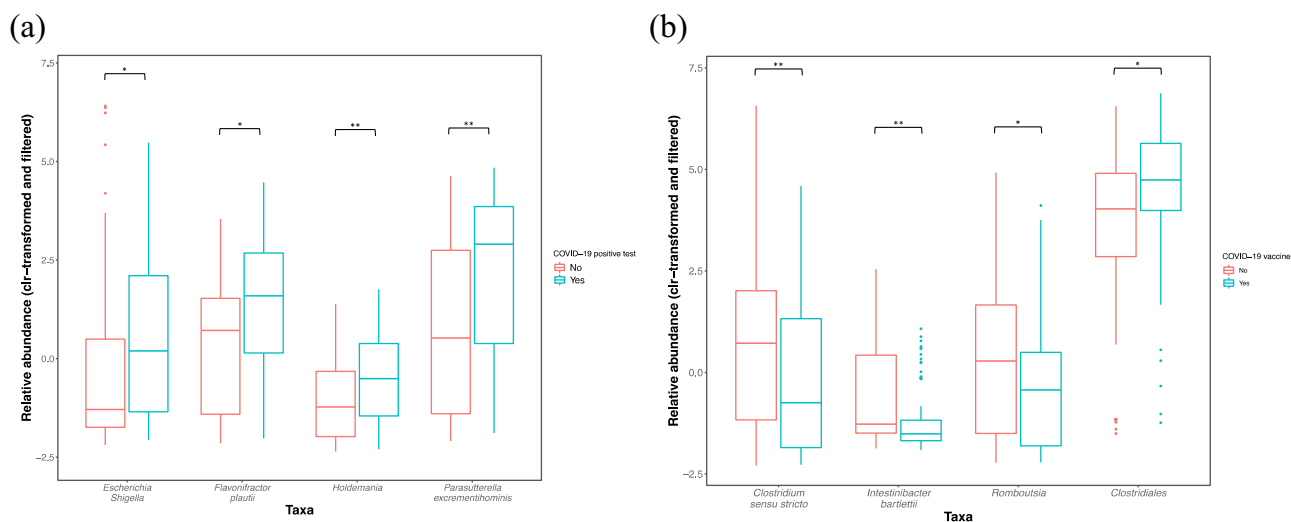 (a)
*
*
**
**
7.5
5.0
2.5
0.0
−2.5
Relative abundance (clr−transformed and filtered)
COVID−19 positive test
No
Yes
Escherichia
Shigella
Flavonifractor
plautii
Holdemania
Parasutterella
excrementihominis
Taxa
(b)
**
**
*
*
7.5
5.0
2.5
0.0
−2.5
Relative abundance (clr−transformed and filtered)
COVID−19 vaccine
No
Yes
Clostridium
sensu stricto
Intestinibacter
bartlettii
Romboutsia
Clostridiales
Taxa